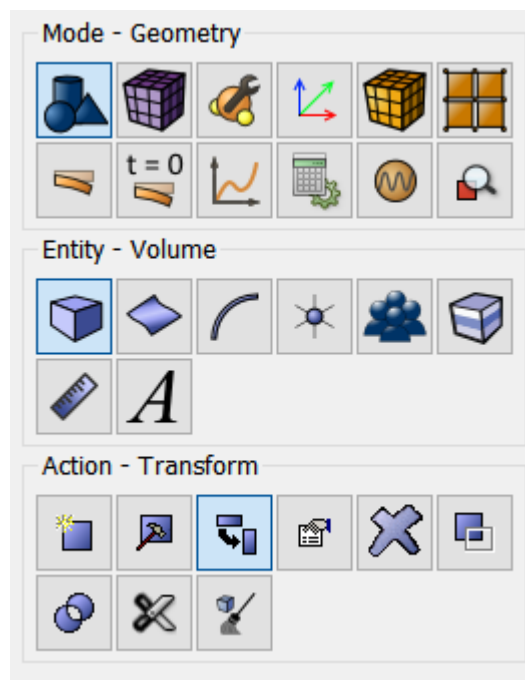 Mode - Geometry
t = 0
Entity - Volume
A
Action - Transform